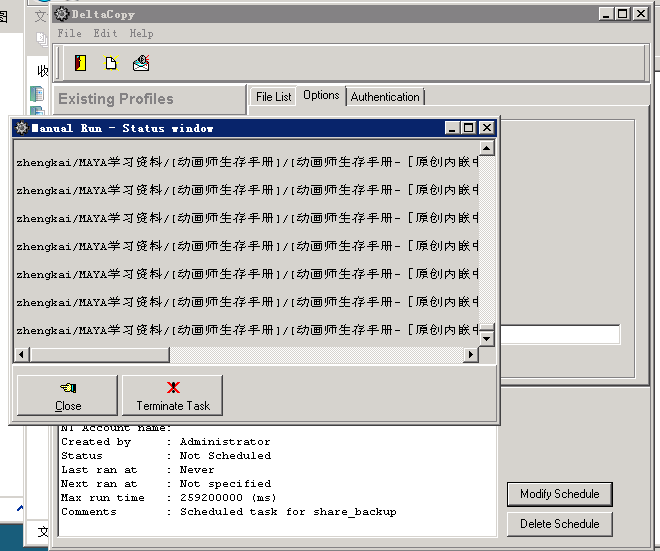 图
文
收
文
DeltaCopy
File Edit Help
Existing Profiles
File List
Options
Authentication
Manual Run - Status window
zhengkai/MAYA学习资料/[动画师生存手册]/[动画师生存手册-[原创内嵌中
zhengkai/MAYA学习资料/[动画师生存手册]/[动画师生存手册-[原创内嵌中
zhengkai/MAYA学习资料/[动画师生存手册]/[动画师生存手册-[原创内嵌中
zhengkai/MAYA学习资料/[动画师生存手册]/[动画师生存手册-[原创内嵌中
zhengkai/MAYA学习资料/[动画师生存手册]/[动画师生存手册-[原创内嵌中
zhengkai/MAYA学习资料/[动画师生存手册]/[动画师生存手册-[原创内嵌中
zhengkai/MAYA学习资料/[动画师生存手册]/[动画师生存手册-[原创内嵌中
Close
Terminate Task
NT Account name:
Created by : Administrator
Status : Not Scheduled
Last ran at : Never
Next ran at : Not specified
Max run time : 259200000 (ms)
Comments : Scheduled task for share_backup
Modify Schedule
Delete Schedule